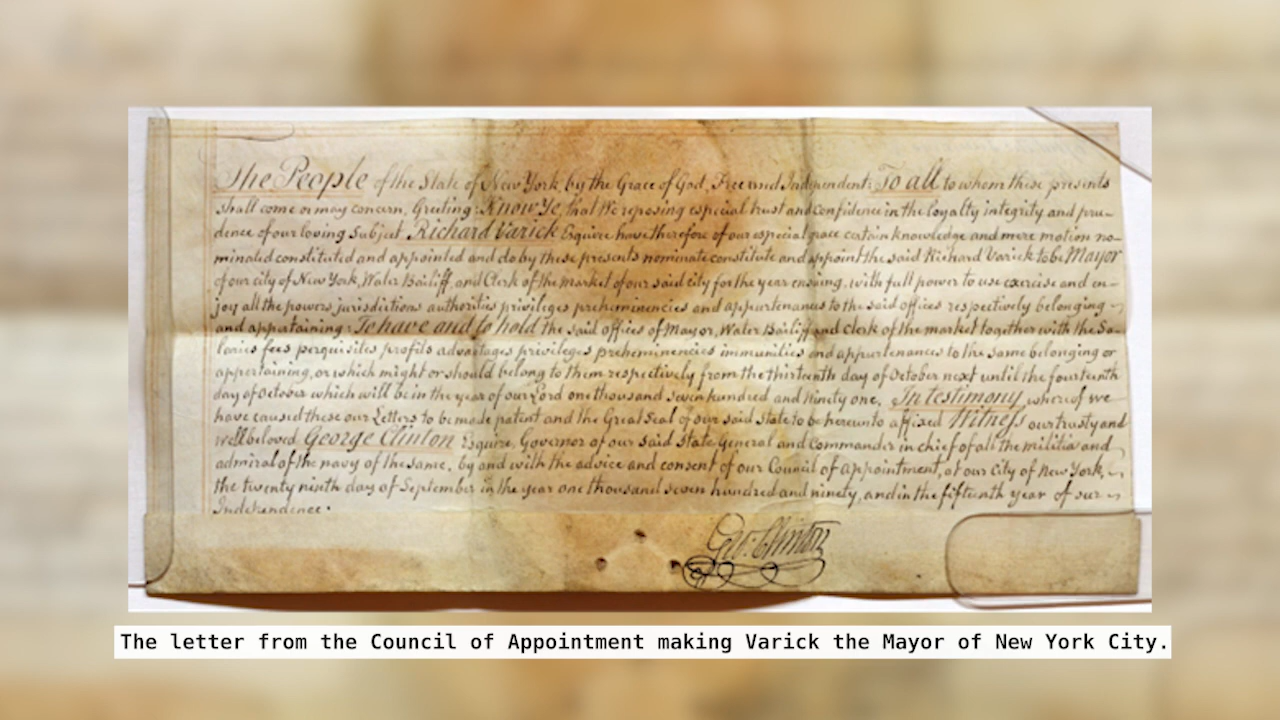 The People of the State of New York, by the Grace of God, Free and Independent: To all to whom these presents
shall come or may concern, Greeting: Know Ye, that We reposing especial trust and confidence in the loyalty integrity and pru-
dence of our loving Subject Richard Varick Esquire have therefore of our especial grace certain knowledge and mere motion no-
minated constituted and appointed and do by these presents nominate constitute and appoint the said Richard Varick to be Mayor
of our city of New York, Water Bailiff, and Clerk of the market of our said city for the year ensuing, with full power to use exercise and en-
joy all the powers jurisdictions authorities privileges preheminencies and appurtenances to the said offices respectively belonging
and appertaining: To have and to hold the said offices of Mayor, Water Bailiff and clerk of the market together with the Sa-
laries fees perquisites profits advantages privileges preheminencies immunities and appurtenances to the same belonging or
appertaining, or which might or should belong to them respectively from the thirteenth day of October next until the fourteenth
day of October which will be in the year of our Lord one thousand Seven hundred and Ninety one. In testimony whereof we
have caused these our Letters to be made patent and the Great Seal of our said State to be hereunto affixed Witness our trusty and
well beloved George Clinton Esquire, Governor of our said State General and Commander in chief of all the militia and
admiral of the navy of the same, by and with the advice and consent of our Council of appointment, at our City of New York,
the twenty ninth day of September in the year one thousand seven hundred and ninety, and in the fifteenth year of our
Independence.
Geo: Clinton
The letter from the Council of Appointment making Varick the Mayor of New York City.